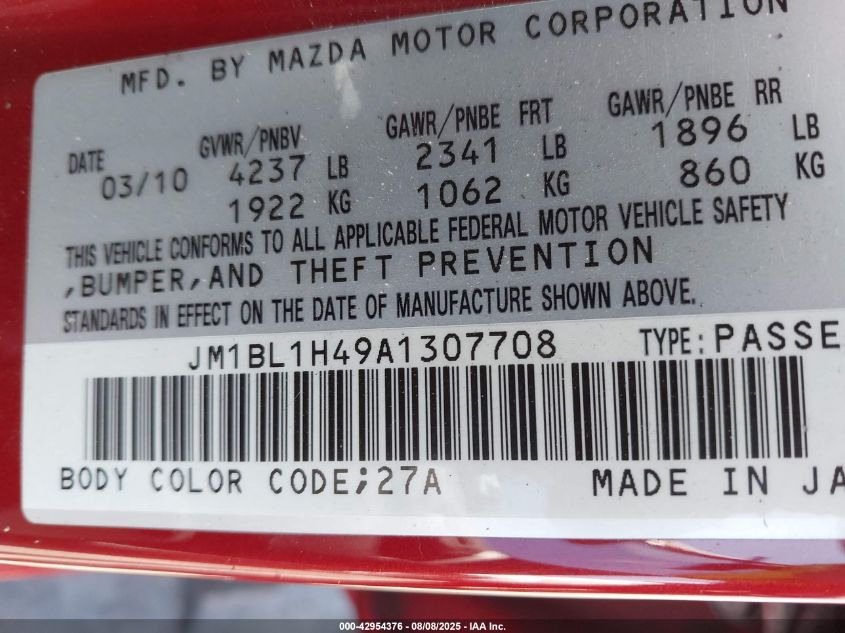 MFD. BY MAZDA MOTOR CORPORATION
DATE GVWR/PNBV GAWR/PNBE FRT GAWR/PNBE RR
03/10 4237 LB 2341 LB 1896 LB
1922 KG 1062 KG 860 KG
THIS VEHICLE CONFORMS TO ALL APPLICABLE FEDERAL MOTOR VEHICLE SAFETY
,BUMPER,AND THEFT PREVENTION
STANDARDS IN EFFECT ON THE DATE OF MANUFACTURE SHOWN ABOVE.
JM1BL1H49A1307708 TYPE:PASSE
BODY COLOR CODE;27A MADE IN JA
000-42954376 - 08/08/2025 - IAA Inc.